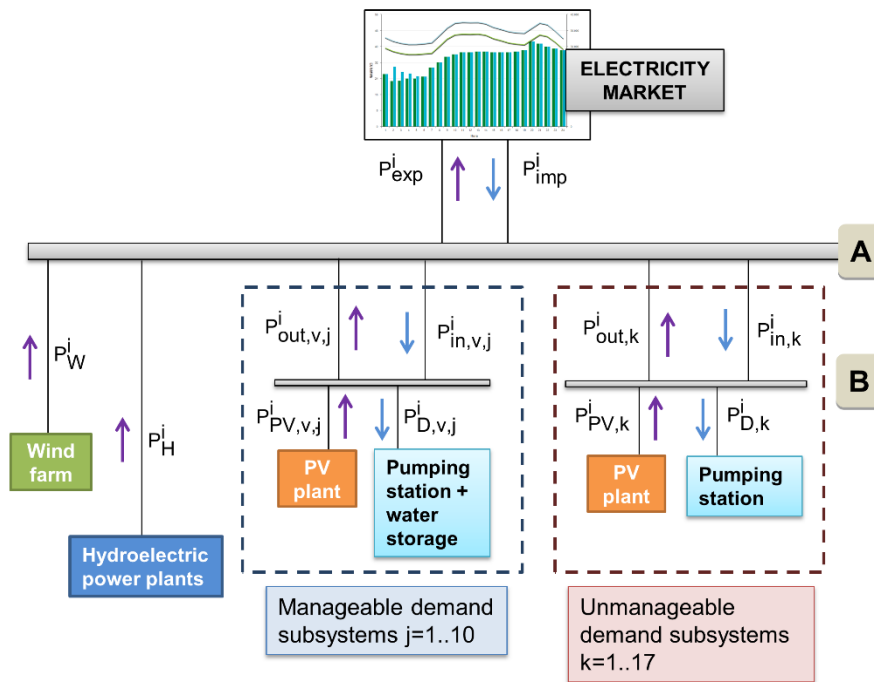 ELECTRICITY
MARKET
P^i_exp
P^i_imp
A
P^i_out,v,j
P^i_in,v,j
P^i_out,k
P^i_in,k
P^i_W
B
P^i_PV,v,j
P^i_D,v,j
P^i_PV,k
P^i_D,k
P^i_H
Wind
farm
PV
plant
Pumping
station +
water
storage
PV
plant
Pumping
station
Hydroelectric
power plants
Manageable demand
subsystems j=1..10
Unmanageable
demand subsystems
k=1..17